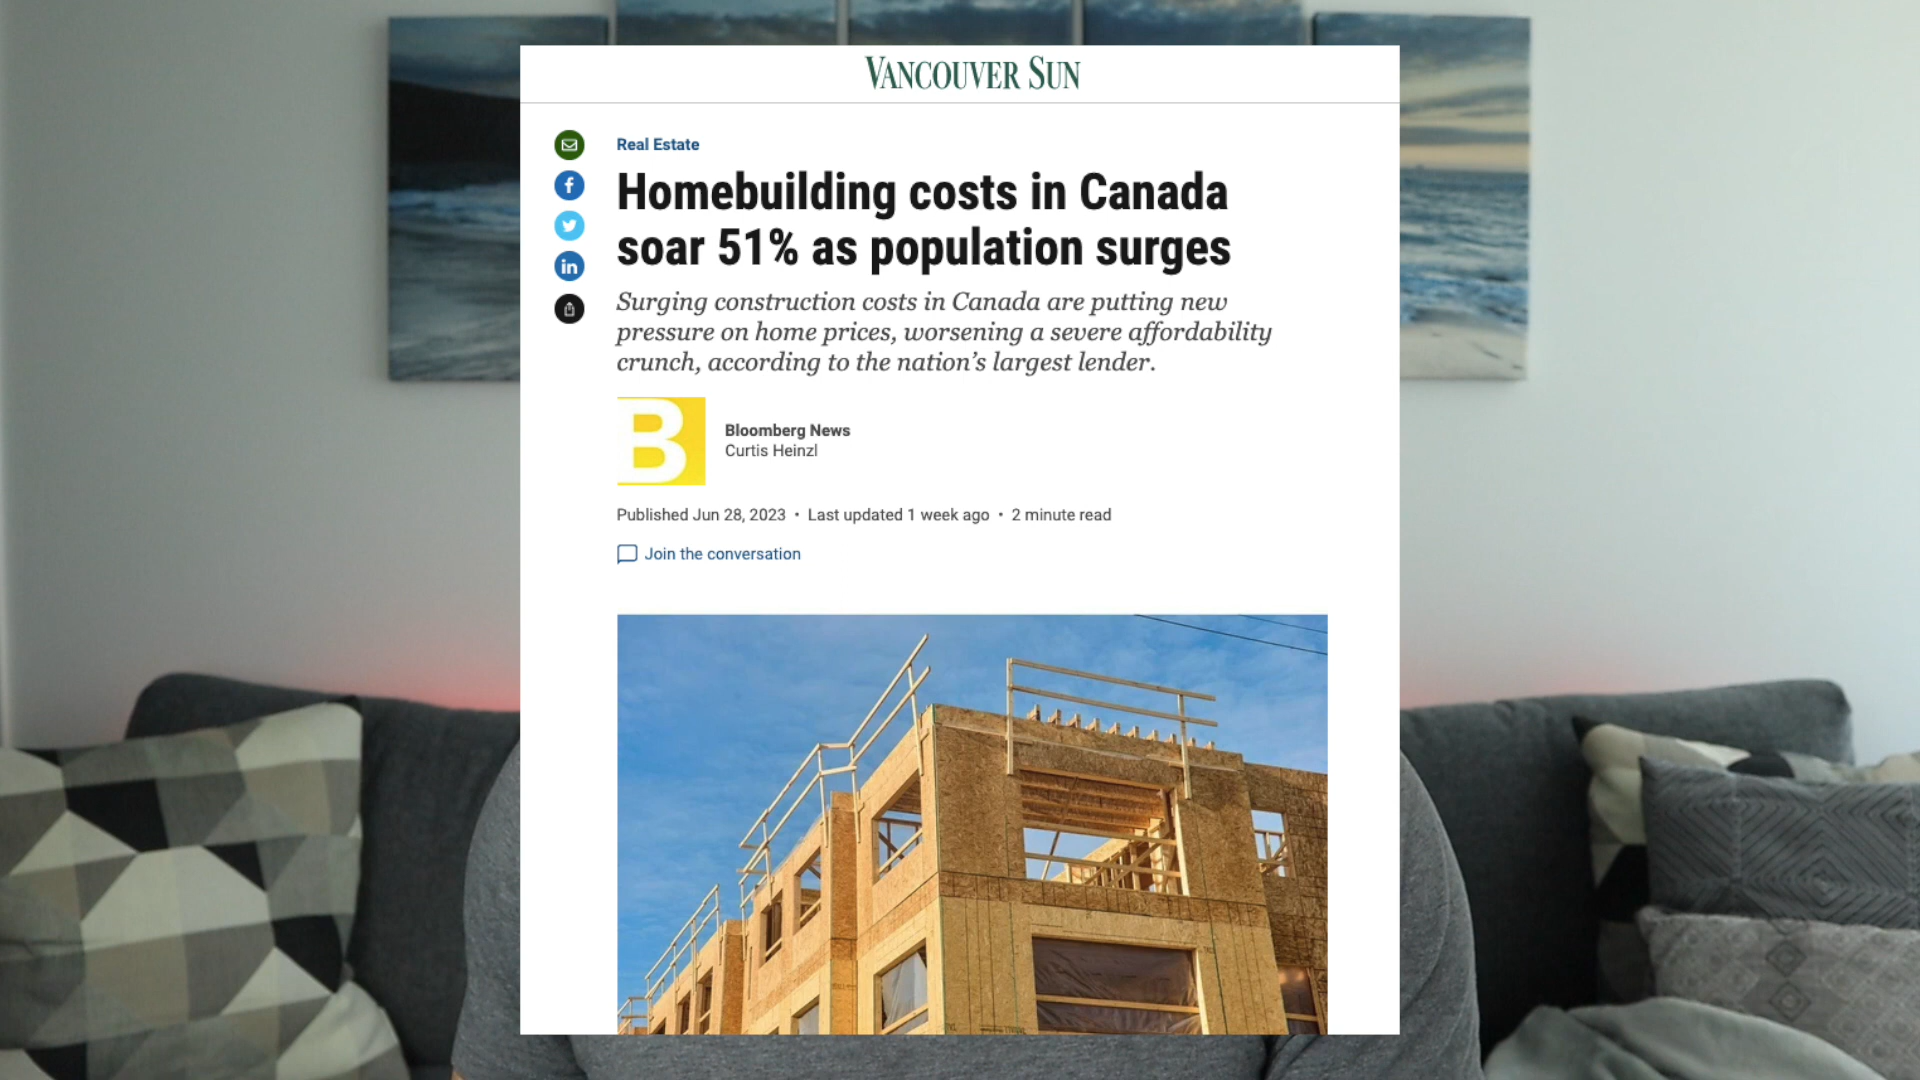 VANCOUVER SUN
Real Estate
Homebuilding costs in Canada
soar 51% as population surges
Surging construction costs in Canada are putting new
pressure on home prices, worsening a severe affordability
crunch, according to the nation's largest lender.
B
Bloomberg News
Curtis Heinzl
Published Jun 28, 2023 • Last updated 1 week ago • 2 minute read
Join the conversation